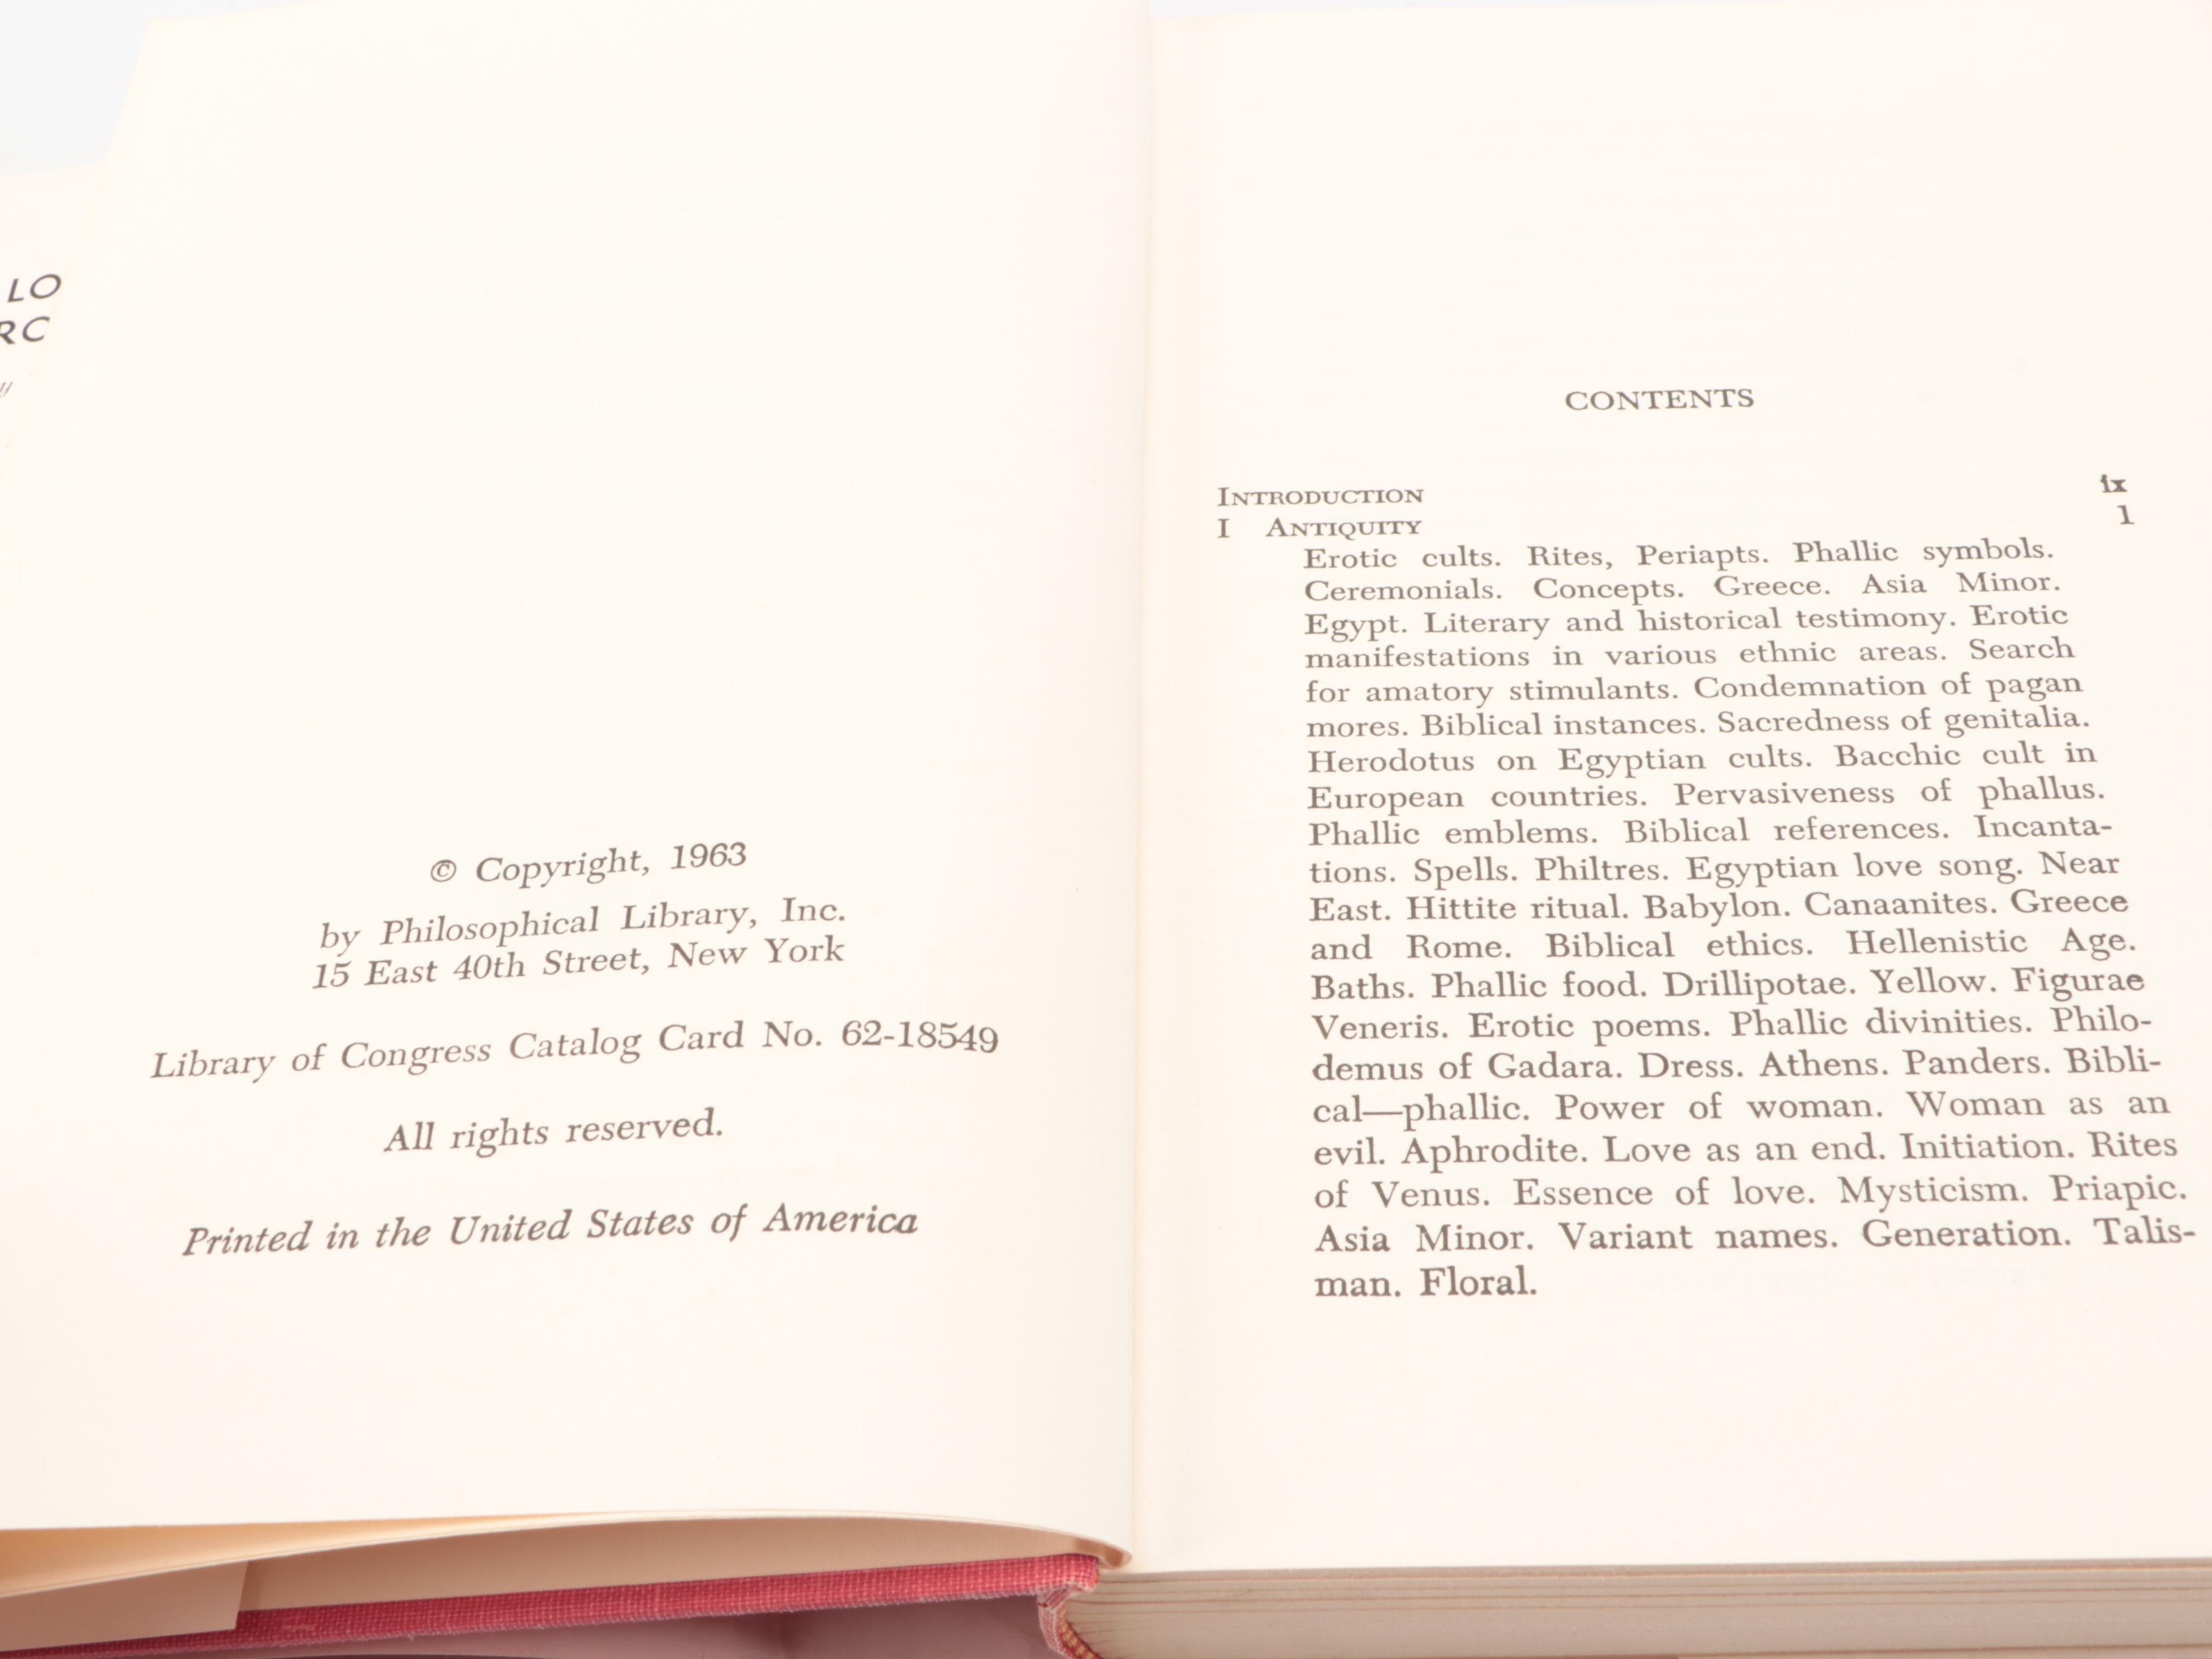 LO
RC
© Copyright, 1963
by Philosophical Library, Inc.
15 East 40th Street, New York
Library of Congress Catalog Card No. 62-18549
All rights reserved.
Printed in the United States of America
CONTENTS
INTRODUCTION ix
I ANTIQUITY 1
Erotic cults. Rites, Periapts. Phallic symbols.
Ceremonials. Concepts. Greece. Asia Minor.
Egypt. Literary and historical testimony. Erotic
manifestations in various ethnic areas. Search
for amatory stimulants. Condemnation of pagan
mores. Biblical instances. Sacredness of genitalia.
Herodotus on Egyptian cults. Bacchic cult in
European countries. Pervasiveness of phallus.
Phallic emblems. Biblical references. Incanta-
tions. Spells. Philtres. Egyptian love song. Near
East. Hittite ritual. Babylon. Canaanites. Greece
and Rome. Biblical ethics. Hellenistic Age.
Baths. Phallic food. Drillipotae. Yellow. Figurae
Veneris. Erotic poems. Phallic divinities. Philo-
demus of Gadara. Dress. Athens. Panders. Bibli-
cal—phallic. Power of woman. Woman as an
evil. Aphrodite. Love as an end. Initiation. Rites
of Venus. Essence of love. Mysticism. Priapic.
Asia Minor. Variant names. Generation. Talis-
man. Floral.